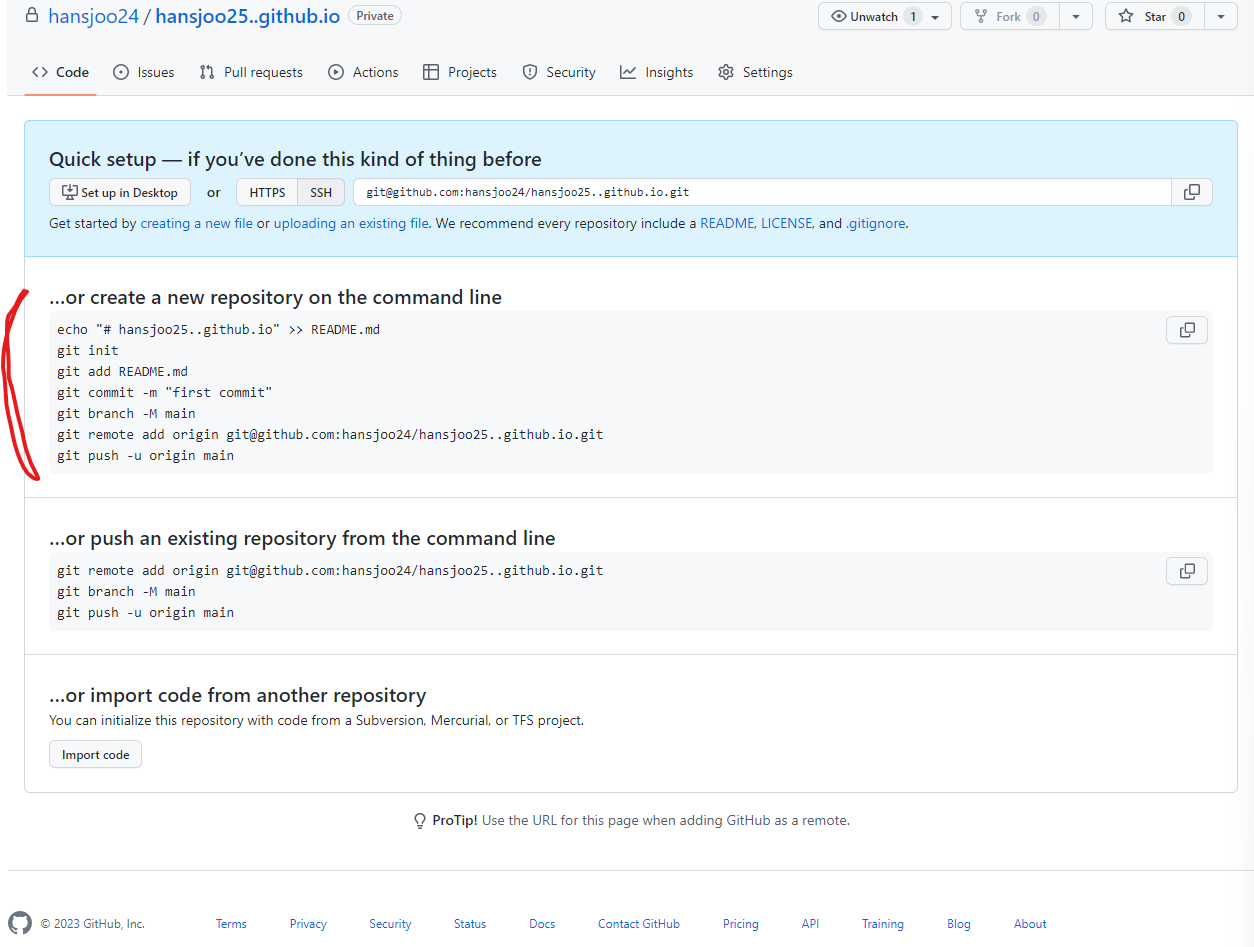 hansjoo24 / hansjoo25..github.io Private
Unwatch 1 Fork 0 Star 0
Code Issues Pull requests Actions Projects Security Insights Settings
Quick setup — if you’ve done this kind of thing before
Set up in Desktop or HTTPS SSH git@github.com:hansjoo24/hansjoo25..github.io.git
Get started by creating a new file or uploading an existing file. We recommend every repository include a README, LICENSE, and .gitignore.
…or create a new repository on the command line
echo "# hansjoo25..github.io" >> README.md
git init
git add README.md
git commit -m "first commit"
git branch -M main
git remote add origin git@github.com:hansjoo24/hansjoo25..github.io.git
git push -u origin main
…or push an existing repository from the command line
git remote add origin git@github.com:hansjoo24/hansjoo25..github.io.git
git branch -M main
git push -u origin main
…or import code from another repository
You can initialize this repository with code from a Subversion, Mercurial, or TFS project.
Import code
ProTip! Use the URL for this page when adding GitHub as a remote.
© 2023 GitHub, Inc. Terms Privacy Security Status Docs Contact GitHub Pricing API Training Blog About